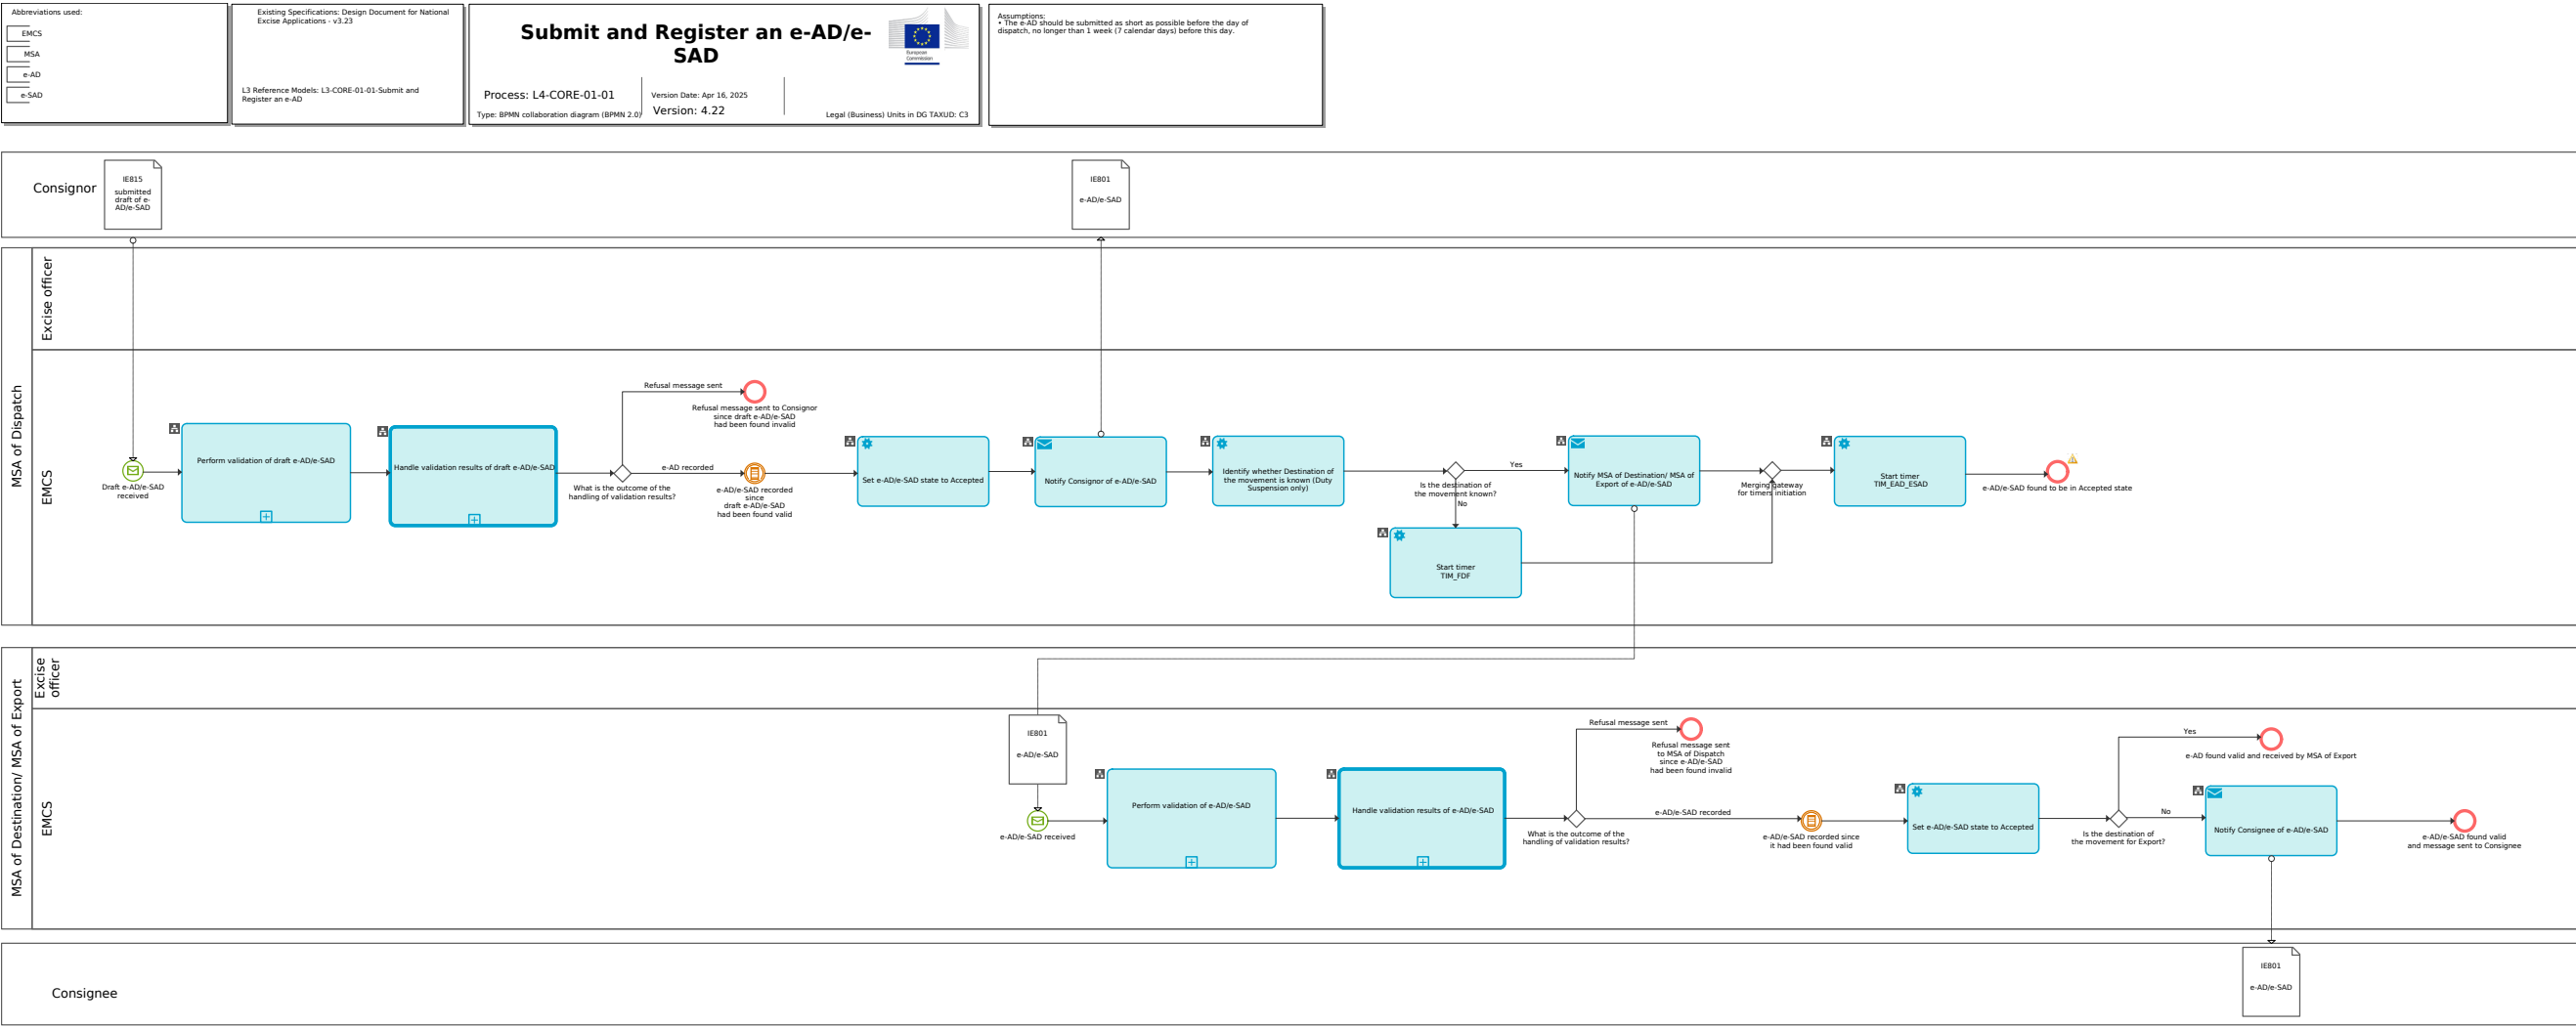 Abbreviations used:
EMCS
MSA
e-AD
e-SAD
Existing Specifications: Design Document for National
Excise Applications - v3.23
L3 Reference Models: L3-CORE-01-01-Submit and
Register an e-AD
Submit and Register an e-AD/e-
SAD
European
Commission
Process: L4-CORE-01-01
Version Date: Apr 16, 2025
Type: BPMN collaboration diagram (BPMN 2.0)
Version: 4.22
Legal (Business) Units in DG TAXUD: C3
Assumptions:
• The e-AD should be submitted as short as possible before the day of
dispatch, no longer than 1 week (7 calendar days) before this day.
Consignor
IE815
submitted
draft of e-
AD/e-SAD
IE801
e-AD/e-SAD
MSA of Dispatch
Excise officer
EMCS
Draft e-AD/e-SAD
received
Perform validation of draft e-AD/e-SAD
Handle validation results of draft e-AD/e-SAD
What is the outcome of the
handling of validation results?
Refusal message sent
Refusal message sent to Consignor
since draft e-AD/e-SAD
had been found invalid
e-AD recorded
e-AD/e-SAD recorded
since
draft e-AD/e-SAD
had been found valid
Set e-AD/e-SAD state to Accepted
Notify Consignor of e-AD/e-SAD
Identify whether Destination of
the movement is known (Duty
Suspension only)
Is the destination of
the movement known?
Yes
No
Notify MSA of Destination/ MSA of
Export of e-AD/e-SAD
Start timer
TIM_FDF
Merging gateway
for timers initiation
Start timer
TIM_EAD_ESAD
e-AD/e-SAD found to be in Accepted state
MSA of Destination/ MSA of Export
Excise
officer
EMCS
IE801
e-AD/e-SAD
e-AD/e-SAD received
Perform validation of e-AD/e-SAD
Handle validation results of e-AD/e-SAD
What is the outcome of the
handling of validation results?
Refusal message sent
Refusal message sent
to MSA of Dispatch
since e-AD/e-SAD
had been found invalid
e-AD/e-SAD recorded
e-AD/e-SAD recorded since
it had been found valid
Set e-AD/e-SAD state to Accepted
Is the destination of
the movement for Export?
Yes
e-AD found valid and received by MSA of Export
No
Notify Consignee of e-AD/e-SAD
e-AD/e-SAD found valid
and message sent to Consignee
Consignee
IE801
e-AD/e-SAD